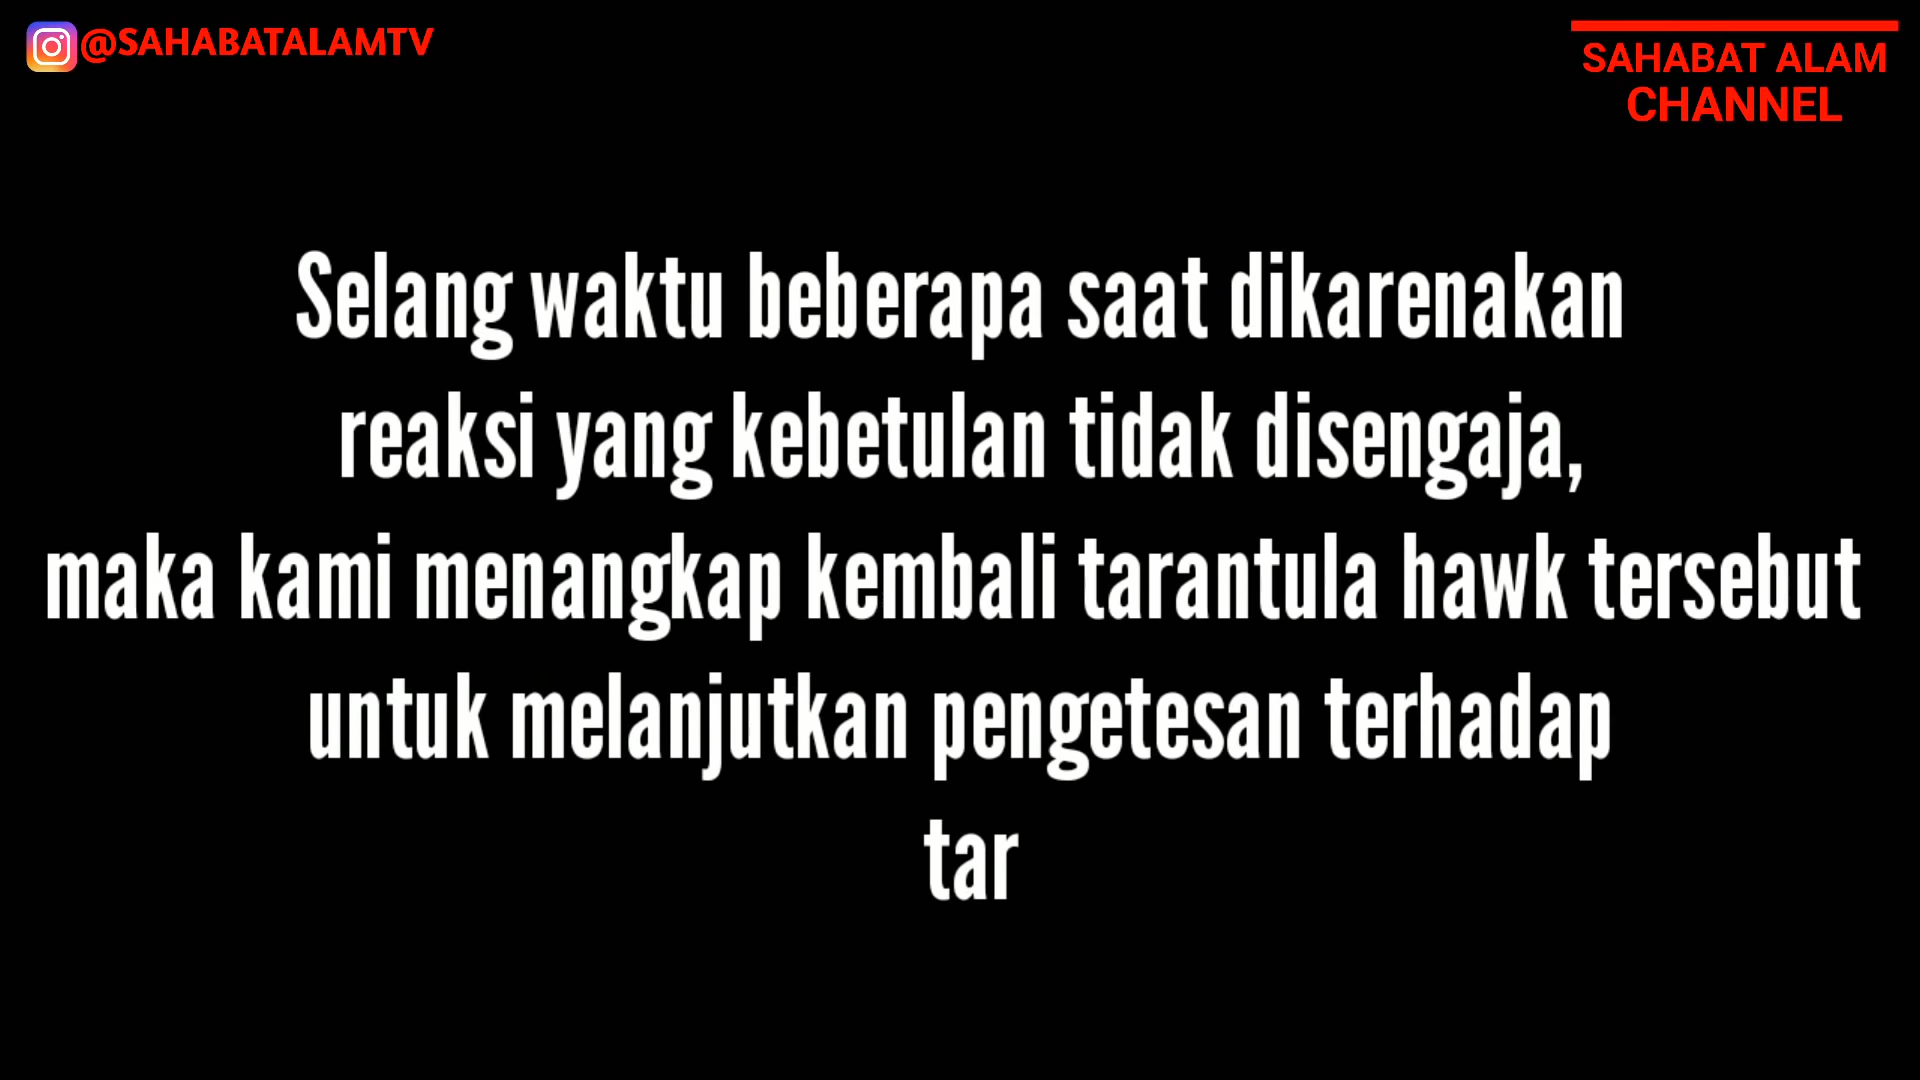 @SAHABATALAMTV
SAHABAT ALAM
CHANNEL
Selang waktu beberapa saat dikarenakan
reaksi yang kebetulan tidak disengaja,
maka kami menangkap kembali tarantula hawk tersebut
untuk melanjutkan pengetesan terhadap
tar